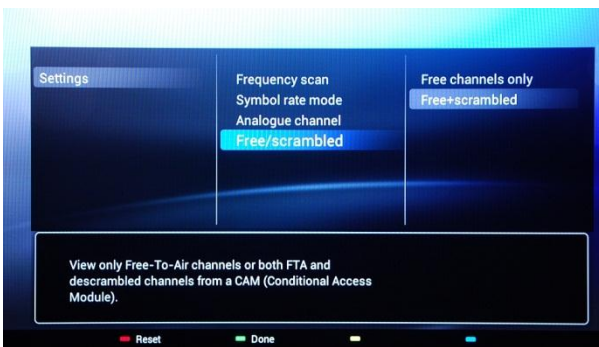 Settings
Frequency scan
Symbol rate mode
Analogue channel
Free/scrambled
Free channels only
Free+scrambled
View only Free-To-Air channels or both FTA and
descrambled channels from a CAM (Conditional Access
Module).
Reset Done